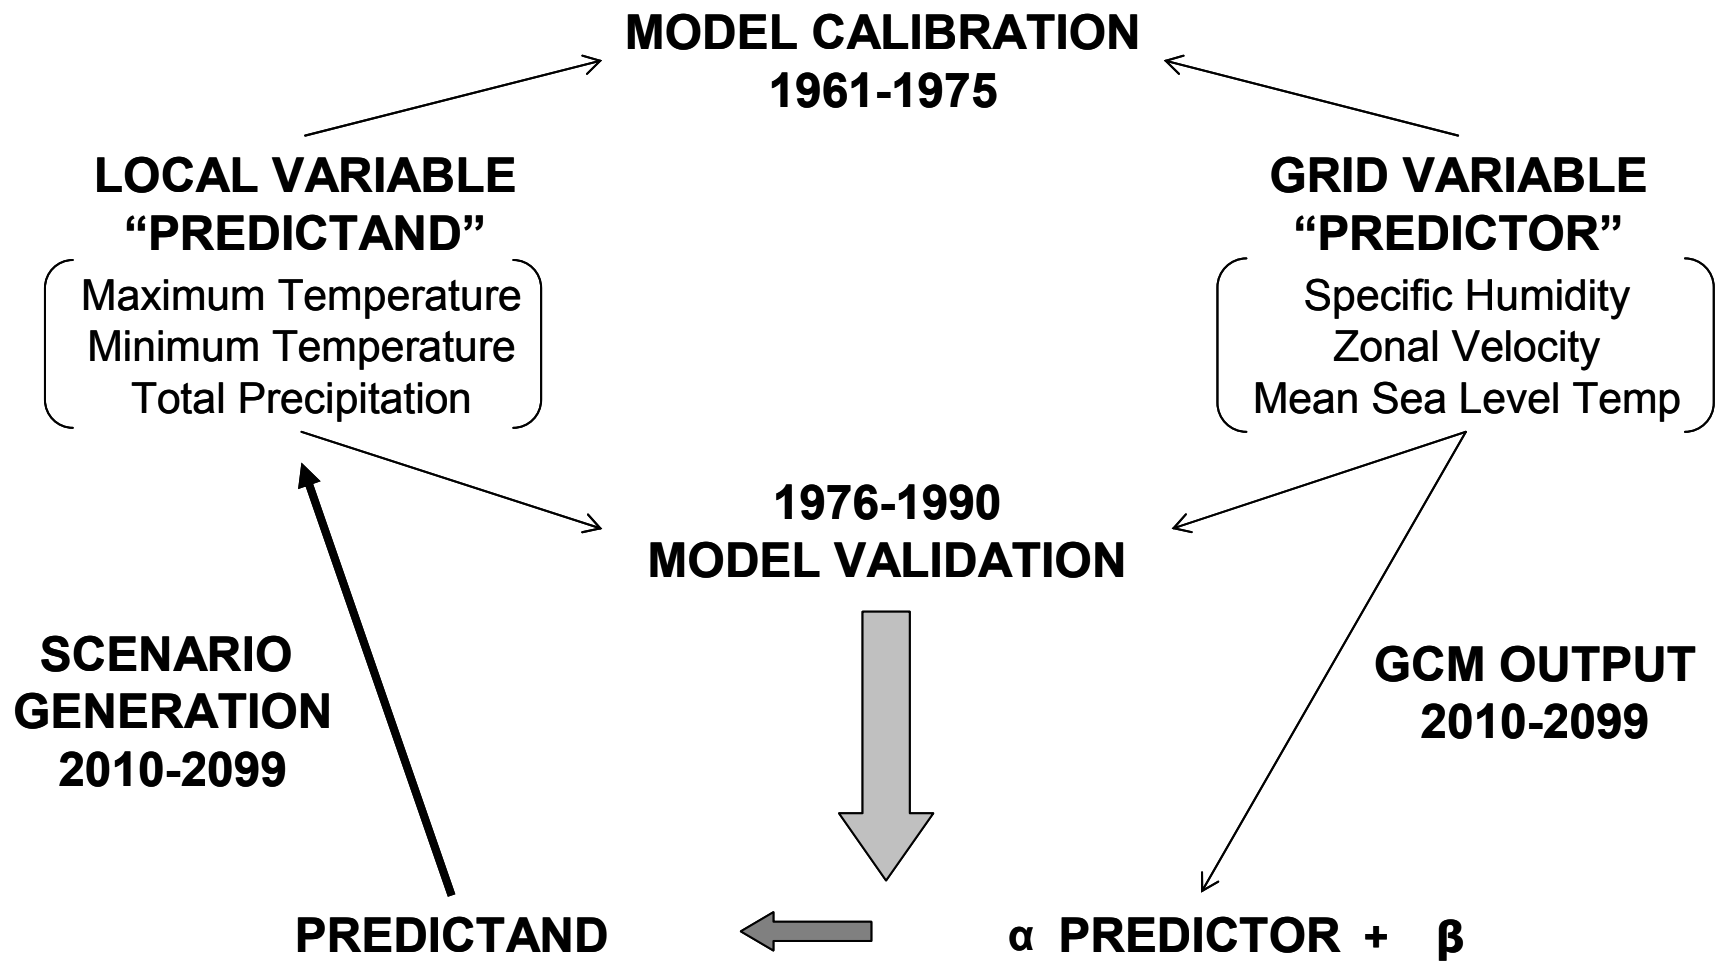 MODEL CALIBRATION
1961-1975
LOCAL VARIABLE
“PREDICTAND”
Maximum Temperature
Minimum Temperature
Total Precipitation
GRID VARIABLE
“PREDICTOR”
Specific Humidity
Zonal Velocity
Mean Sea Level Temp
1976-1990
MODEL VALIDATION
SCENARIO
GENERATION
2010-2099
GCM OUTPUT
2010-2099
PREDICTAND
α PREDICTOR + β